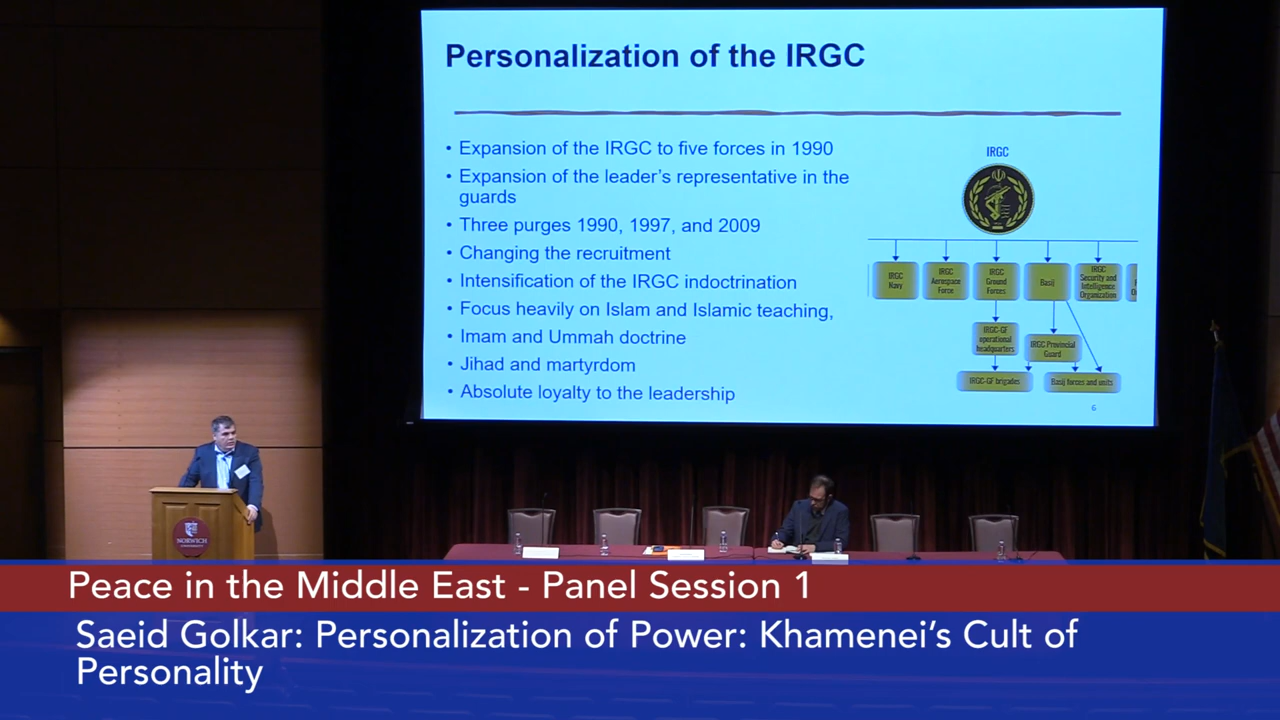 Personalization of the IRGC
• Expansion of the IRGC to five forces in 1990
• Expansion of the leader's representative in the
guards
• Three purges 1990, 1997, and 2009
• Changing the recruitment
• Intensification of the IRGC indoctrination
• Focus heavily on Islam and Islamic teaching,
• Imam and Ummah doctrine
• Jihad and martyrdom
• Absolute loyalty to the leadership
IRGC
IRGC
Navy
IRGC
Aerospace
Force
IRGC
Ground
Forces
Basij
IRGC
Security and
Intelligence
Organization
IRGC-GF
operational
headquarters
IRGC Provincial
Guard
IRGC-GF brigades
Basij forces and units
6
NORWICH
UNIVERSITY
Peace in the Middle East - Panel Session 1
Saeid Golkar: Personalization of Power: Khamenei's Cult of
Personality